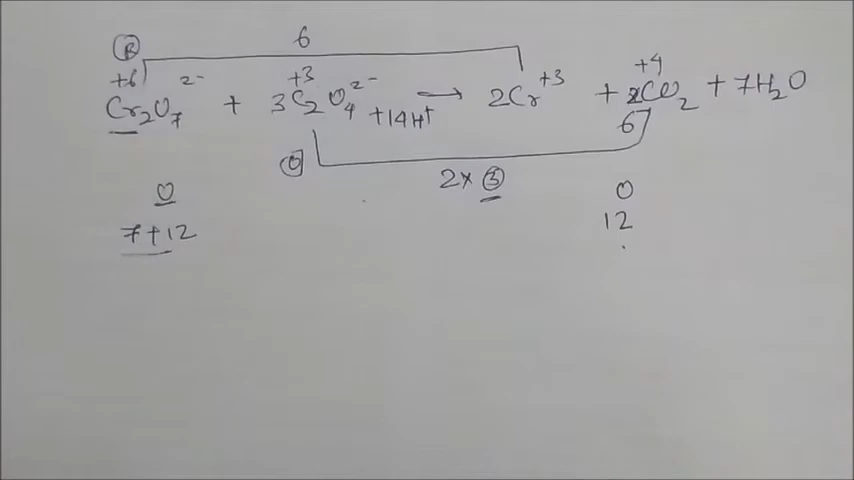 R 6
+6 2- +3 2- +3 +4
Cr2O7 + 3C2O4 +14H+ → 2Cr + 2CO2 + 7H2O
6
O 2× 3
O O
7+12 12